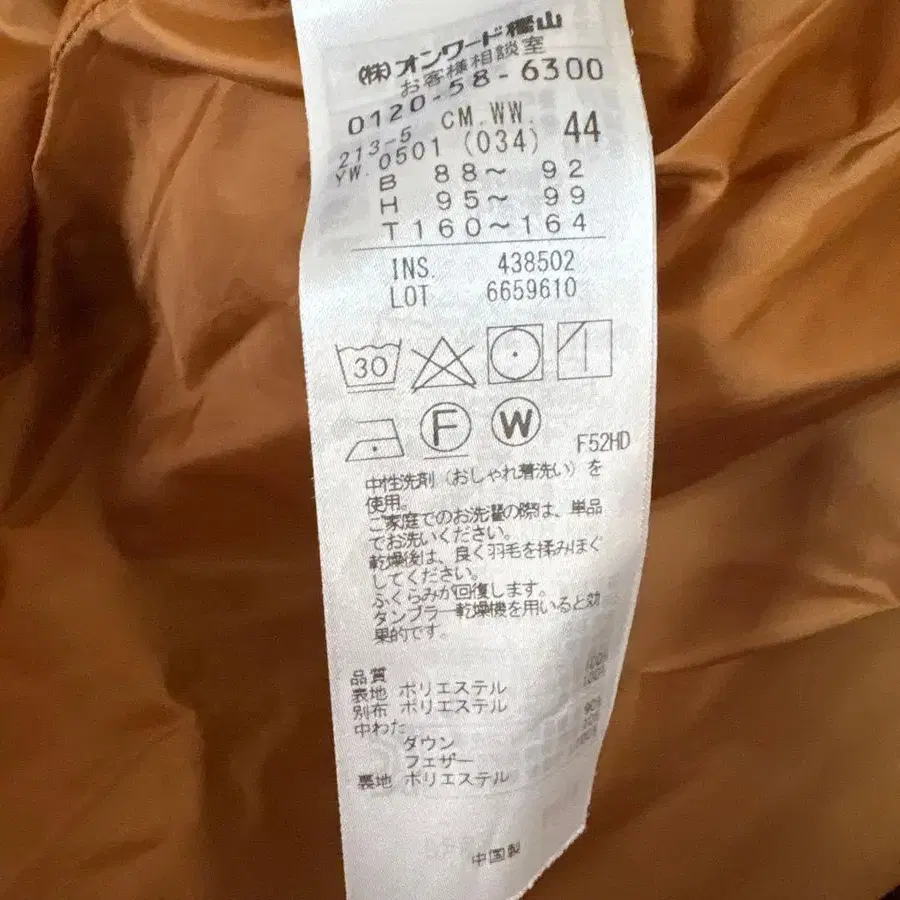 (株)オンワード樫山
お客様相談室
0120-58-6300
213-5 CM.WW.
YW.0501 (034) 44
B 88～ 92
H 95～ 99
T160～164
INS. 438502
LOT 6659610
30
F W F52HD
中性洗剤（おしゃれ着洗い）を
使用。
ご家庭でのお洗濯の際は、単品
でお洗いください。
乾燥後は、良く羽毛を揉みほぐ
してください。
ふくらみが回復します。
タンブラー乾燥機を用いると効
果的です。
品質
表地 ポリエステル 100%
別布 ポリエステル 100%
中わた
ダウン 90%
フェザー
裏地 ポリエステル 100%
中国製